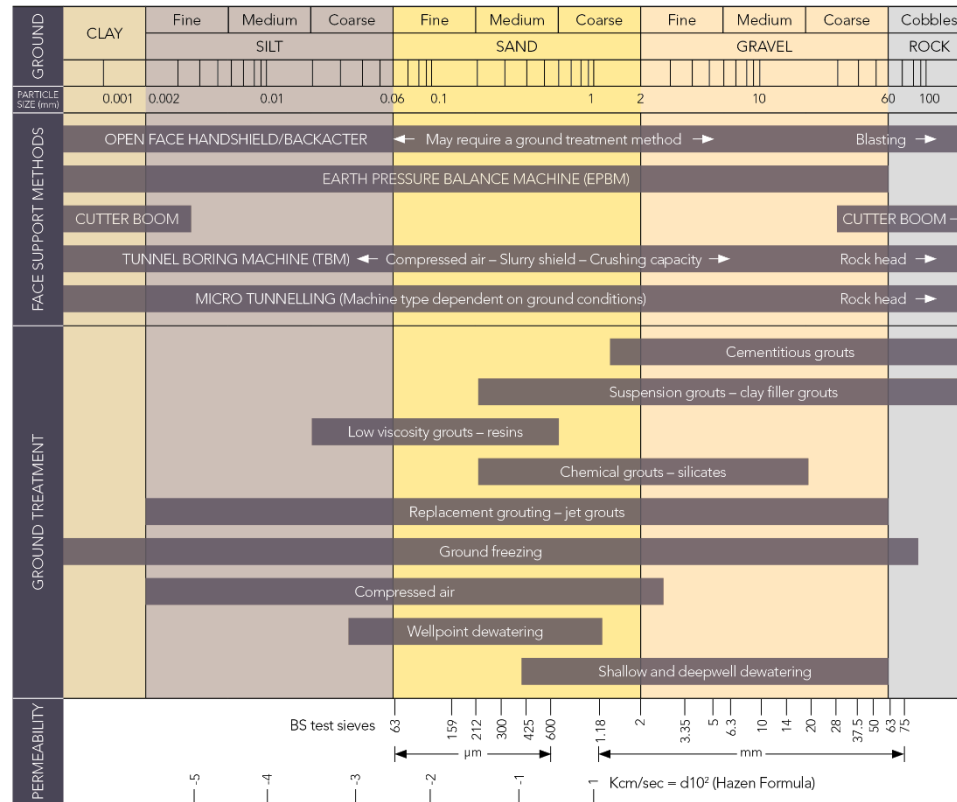 GROUND
CLAY
Fine Medium Coarse Fine Medium Coarse Fine Medium Coarse Cobbles
SILT SAND GRAVEL ROCK
PARTICLE
SIZE (mm)
0.001 0.002 0.01 0.06 0.1 1 2 10 60 100
FACE SUPPORT METHODS
OPEN FACE HANDSHIELD/BACKACTER May require a ground treatment method Blasting
EARTH PRESSURE BALANCE MACHINE (EPBM)
CUTTER BOOM CUTTER BOOM –
TUNNEL BORING MACHINE (TBM) Compressed air – Slurry shield – Crushing capacity Rock head
MICRO TUNNELLING (Machine type dependent on ground conditions) Rock head
GROUND TREATMENT
Cementitious grouts
Suspension grouts – clay filler grouts
Low viscosity grouts – resins
Chemical grouts – silicates
Replacement grouting – jet grouts
Ground freezing
Compressed air
Wellpoint dewatering
Shallow and deepwell dewatering
PERMEABILITY
BS test sieves 63 159 212 300 425 600 1.18 2 3.35 5 6.3 10 14 20 28 37.5 50 63 75
µm mm
-5 -4 -3 -2 -1 1 Kcm/sec = d10² (Hazen Formula)